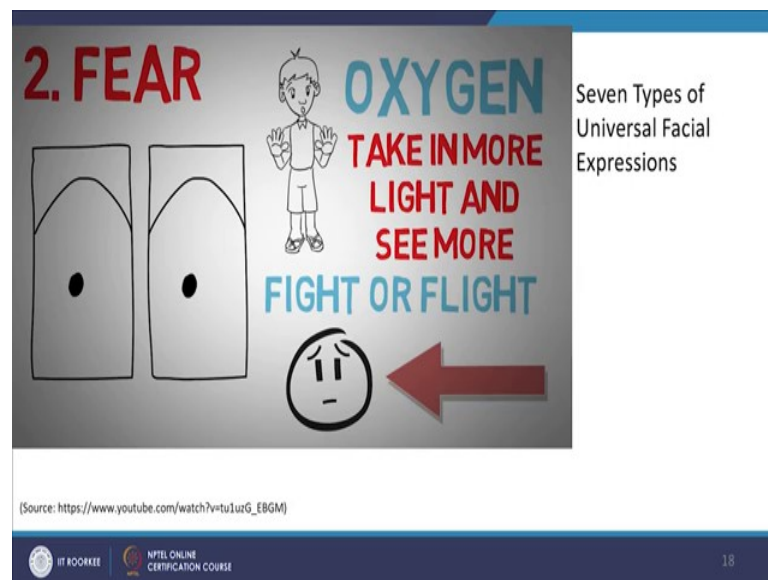 2. FEAR
OXYGEN
TAKE IN MORE
LIGHT AND
SEE MORE
FIGHT OR FLIGHT
Seven Types of
Universal Facial
Expressions
(Source: https://www.youtube.com/watch?v=tu1uzG_EBGM)
IIT ROORKEE
NPTEL ONLINE
CERTIFICATION COURSE
18